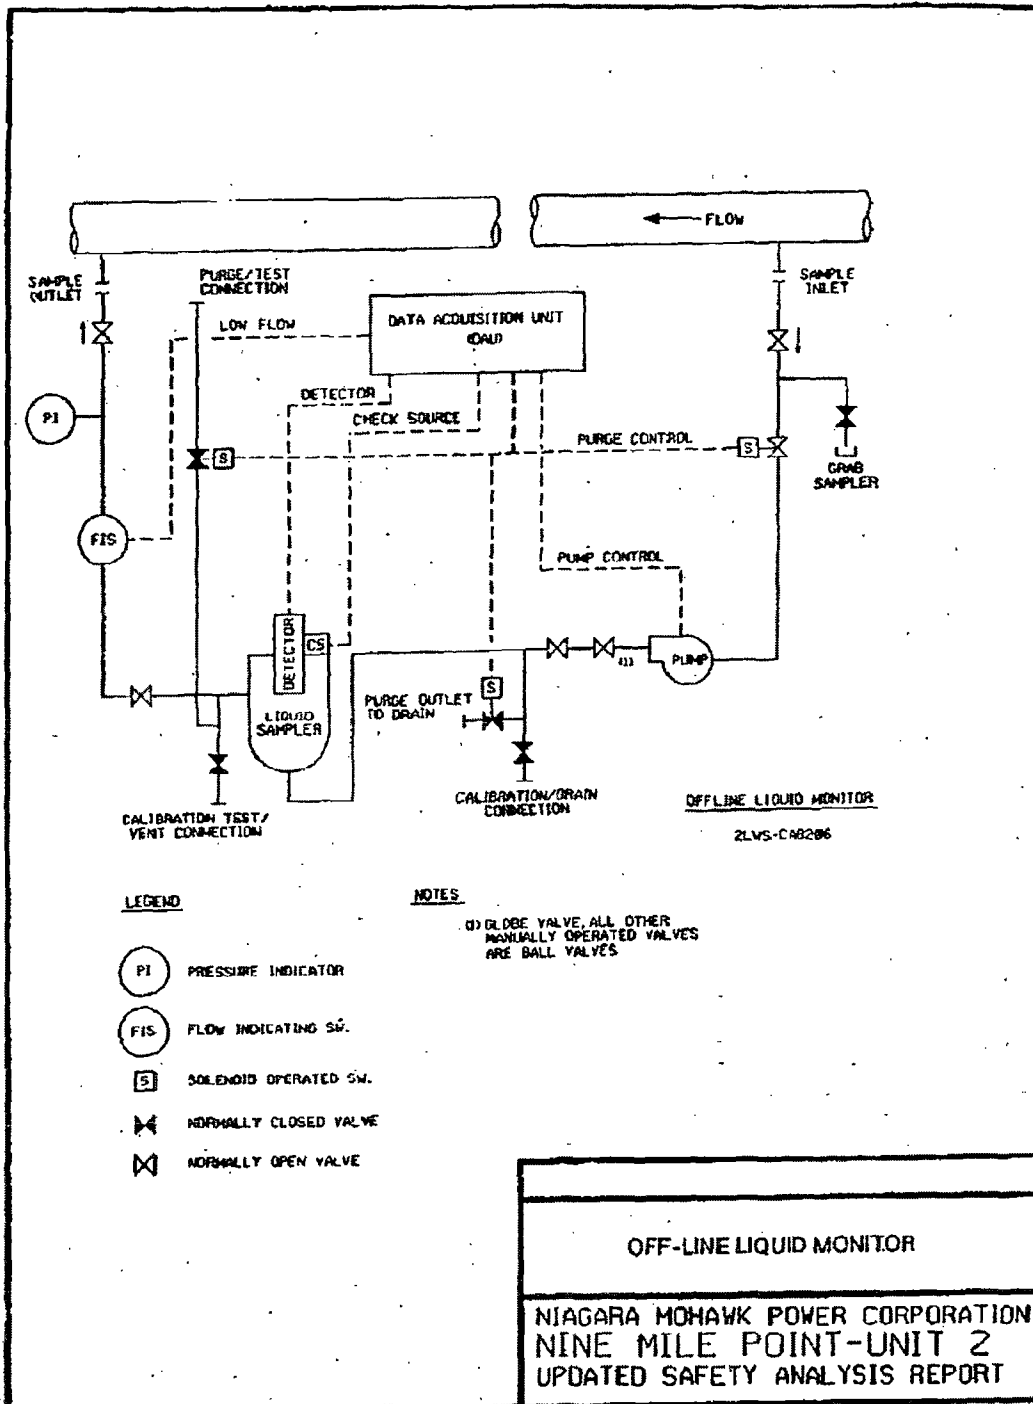 FLOW
SAMPLE
OUTLET
PURGE/TEST
CONNECTION
SAMPLE
INLET
LOW FLOW
DATA ACQUISITION UNIT
(DAU)
DETECTOR
CHECK SOURCE
PI
S
PURGE CONTROL
S
GRAB
SAMPLER
FIS
PUMP CONTROL
DETECTOR
CS
PUMP
(1)
S
PURGE OUTLET
TO DRAIN
LIQUID
SAMPLER
CALIBRATION/DRAIN
CONNECTION
CALIBRATION TEST/
VENT CONNECTION
OFFLINE LIQUID MONITOR
2LWS-CAB206
LEGEND
PI PRESSURE INDICATOR
FIS FLOW INDICATING SW.
S SOLENOID OPERATED SW.
NORMALLY CLOSED VALVE
NORMALLY OPEN VALVE
NOTES
(1) GLOBE VALVE, ALL OTHER
MANUALLY OPERATED VALVES
ARE BALL VALVES
OFF-LINE LIQUID MONITOR
NIAGARA MOHAWK POWER CORPORATION
NINE MILE POINT-UNIT 2
UPDATED SAFETY ANALYSIS REPORT